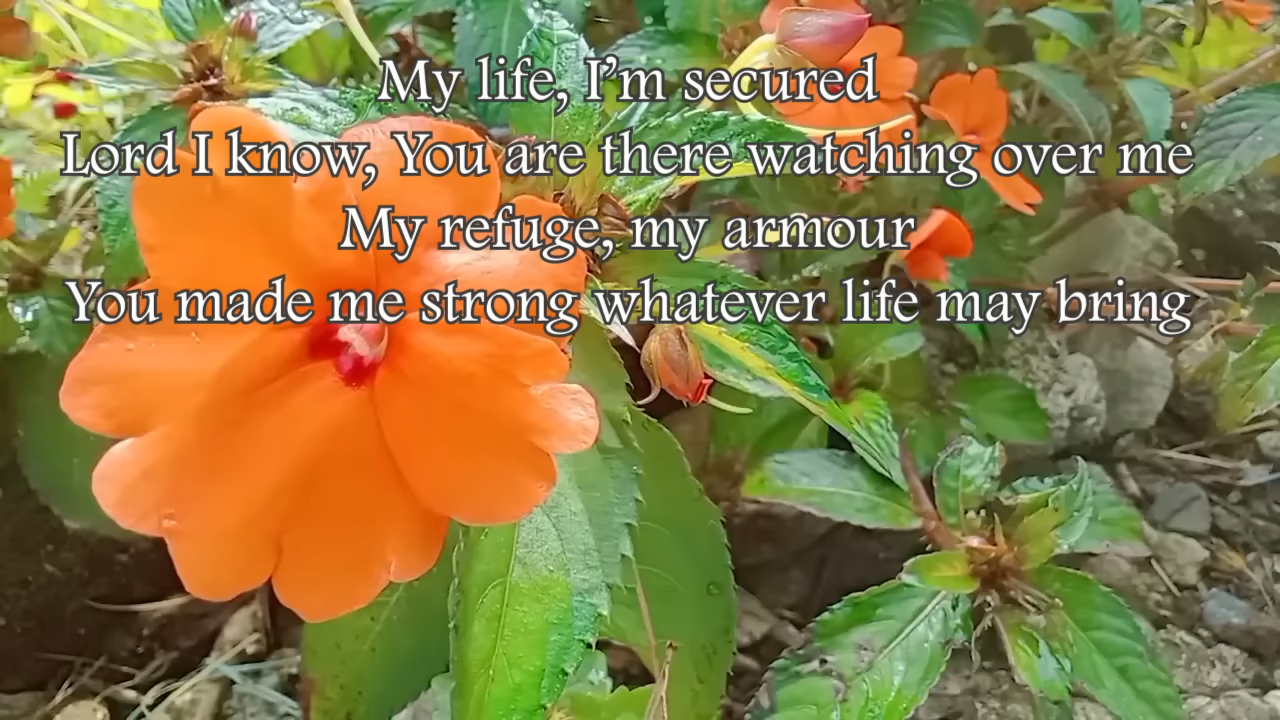 My life, I'm secured
Lord I know, You are there watching over me
My refuge, my armour
You made me strong whatever life may bring